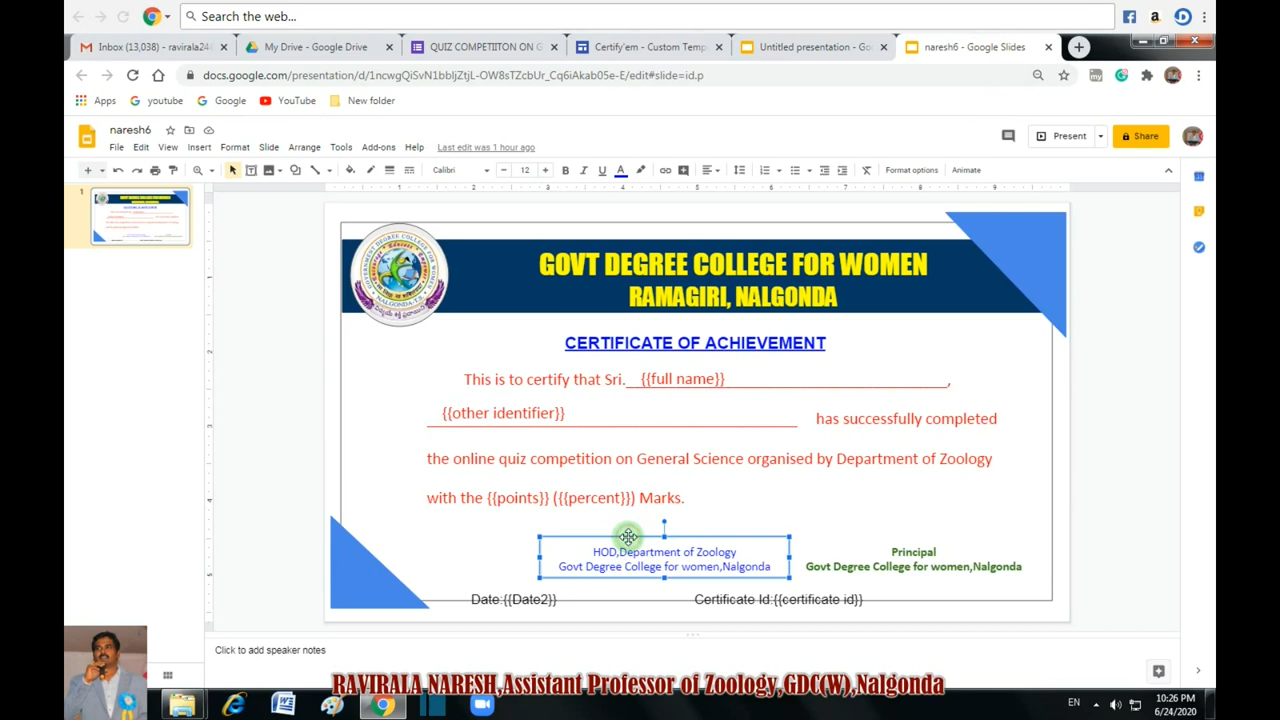 Search the web...
Inbox (13,038) - ravirala24
My Drive - Google Drive
QUIZ COMPETIITON ON G
Certify'em - Custom Temp
Untitled presentation - Go
naresh6 - Google Slides
docs.google.com/presentation/d/1ncwgQiSvN1bbIjZtjL-OW8sTZcbUr_Cq6iAkab05e-E/edit#slide=id.p
Apps
youtube
Google
YouTube
New folder
naresh6
File Edit View Insert Format Slide Arrange Tools Add-ons Help Last edit was 1 hour ago
Present
Share
Calibri
12
Format options
Animate
1
GOVT DEGREE COLLEGE FOR WOMEN
RAMAGIRI, NALGONDA
CERTIFICATE OF ACHIEVEMENT
This is to certify that Sri. {{full name}} ,
{{other identifier}} has successfully completed
the online quiz competition on General Science organised by Department of Zoology
with the {{points}} ({{percent}}) Marks.
HOD,Department of Zoology
Govt Degree College for women,Nalgonda
Principal
Govt Degree College for women,Nalgonda
Date:{{Date2}}
Certificate Id:{{certificate id}}
Click to add speaker notes
RAVIRALA NARESH,Assistant Professor of Zoology,GDC(W),Nalgonda
EN
10:26 PM
6/24/2020